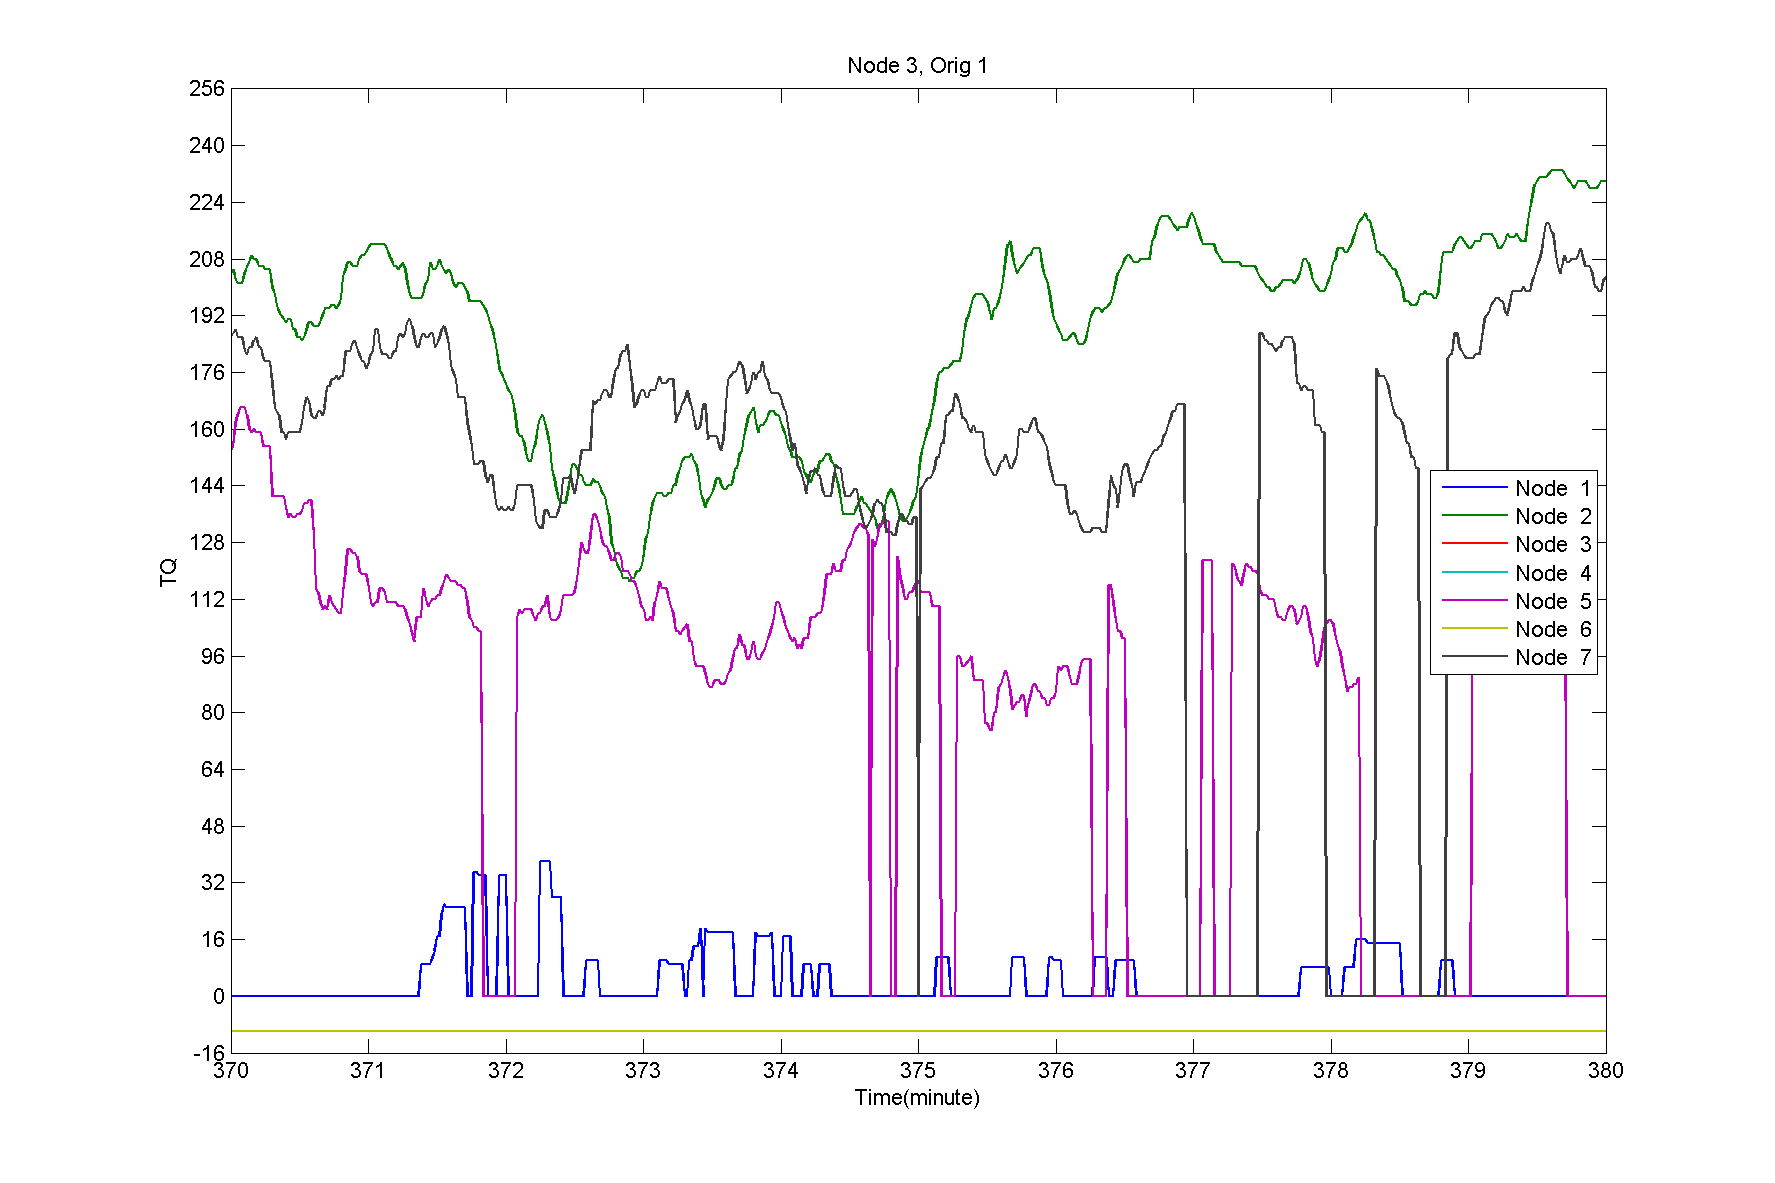 Node 3, Orig 1
256
240
224
208
192
176
160
144
128
112
96
80
64
48
32
16
0
-16
TQ
370 371 372 373 374 375 376 377 378 379 380
Time(minute)
Node 1
Node 2
Node 3
Node 4
Node 5
Node 6
Node 7